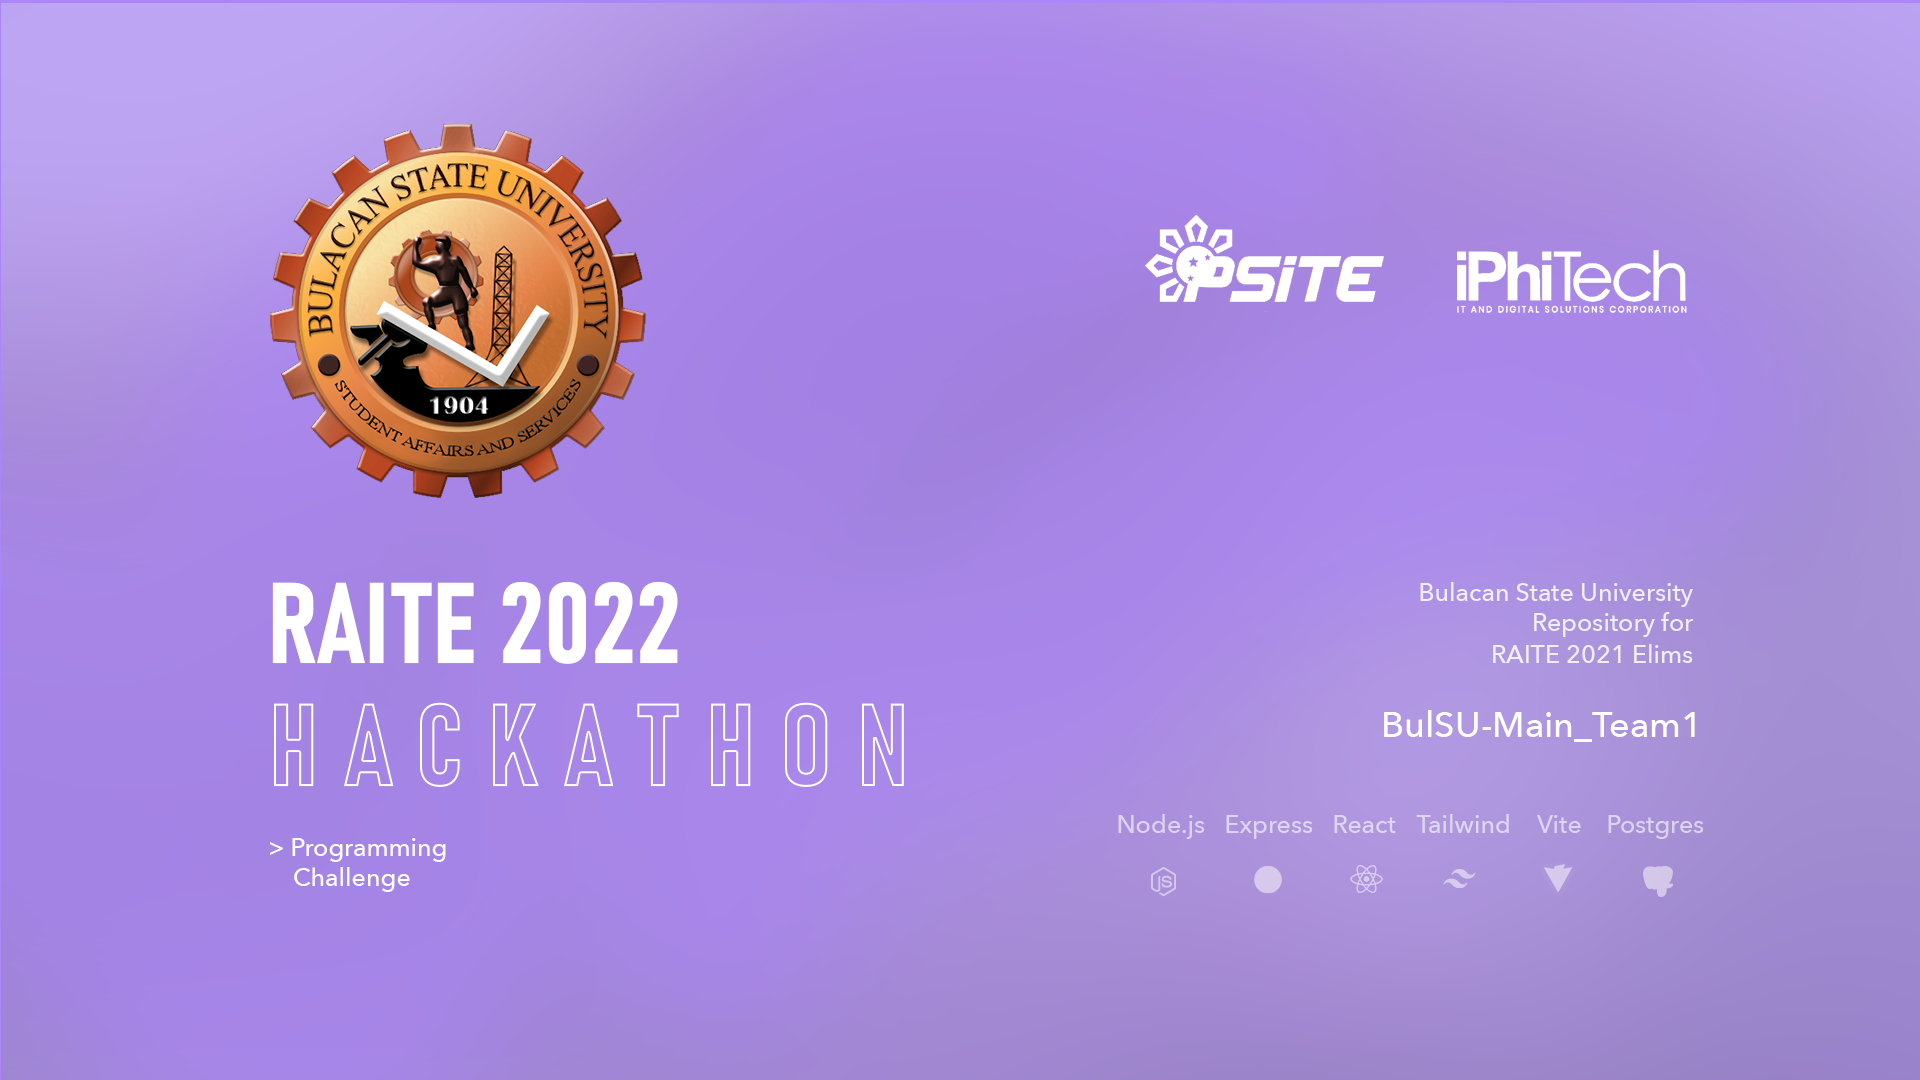 BULACAN STATE UNIVERSITY
1904
STUDENT AFFAIRS AND SERVICES
PSiTE
iPhiTech
IT AND DIGITAL SOLUTIONS CORPORATION
RAITE 2022
HACKATHON
> Programming
Challenge
Bulacan State University
Repository for
RAITE 2021 Elims
BulSU-Main_Team1
Node.js Express React Tailwind Vite Postgres
JS